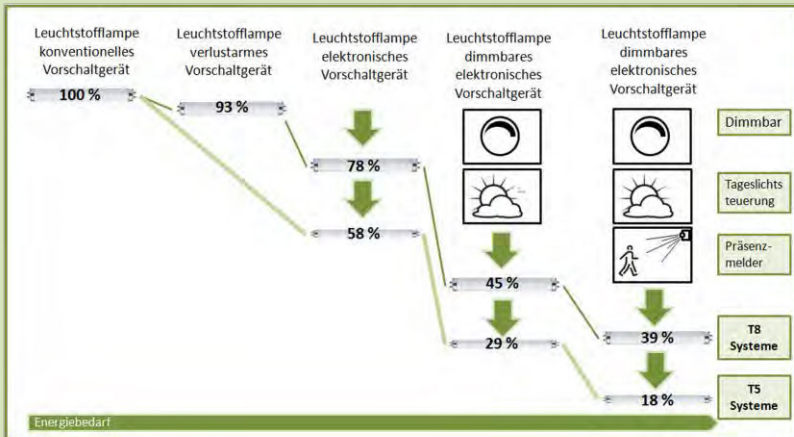 Leuchtstofflampe
konventionelles
Vorschaltgerät
Leuchtstofflampe
verlustarmes
Vorschaltgerät
Leuchtstofflampe
elektronisches
Vorschaltgerät
Leuchtstofflampe
dimmbares
elektronisches
Vorschaltgerät
Leuchtstofflampe
dimmbares
elektronisches
Vorschaltgerät
100 %
93 %
78 %
58 %
45 %
29 %
39 %
18 %
Dimmbar
Tageslichts
teuerung
Präsenz-
melder
T8
Systeme
T5
Systeme
Energiebedarf